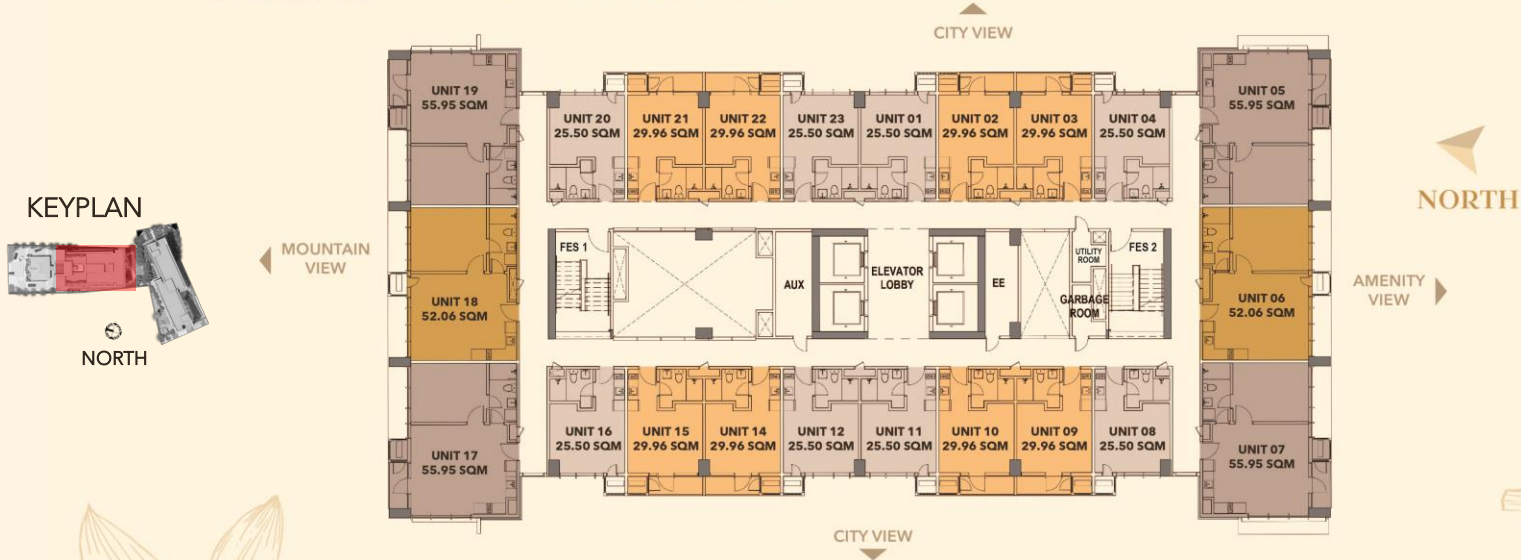 CITY VIEW
UNIT 19
55.95 SQM
UNIT 20
25.50 SQM
UNIT 21
29.96 SQM
UNIT 22
29.96 SQM
UNIT 23
25.50 SQM
UNIT 01
25.50 SQM
UNIT 02
29.96 SQM
UNIT 03
29.96 SQM
UNIT 04
25.50 SQM
UNIT 05
55.95 SQM
NORTH
KEYPLAN
NORTH
MOUNTAIN
VIEW
UNIT 18
52.06 SQM
FES 1
AUX
ELEVATOR
LOBBY
EE
UTILITY
ROOM
GARBAGE
ROOM
FES 2
UNIT 06
52.06 SQM
AMENITY
VIEW
UNIT 17
55.95 SQM
UNIT 16
25.50 SQM
UNIT 15
29.96 SQM
UNIT 14
29.96 SQM
UNIT 12
25.50 SQM
UNIT 11
25.50 SQM
UNIT 10
29.96 SQM
UNIT 09
29.96 SQM
UNIT 08
25.50 SQM
UNIT 07
55.95 SQM
CITY VIEW